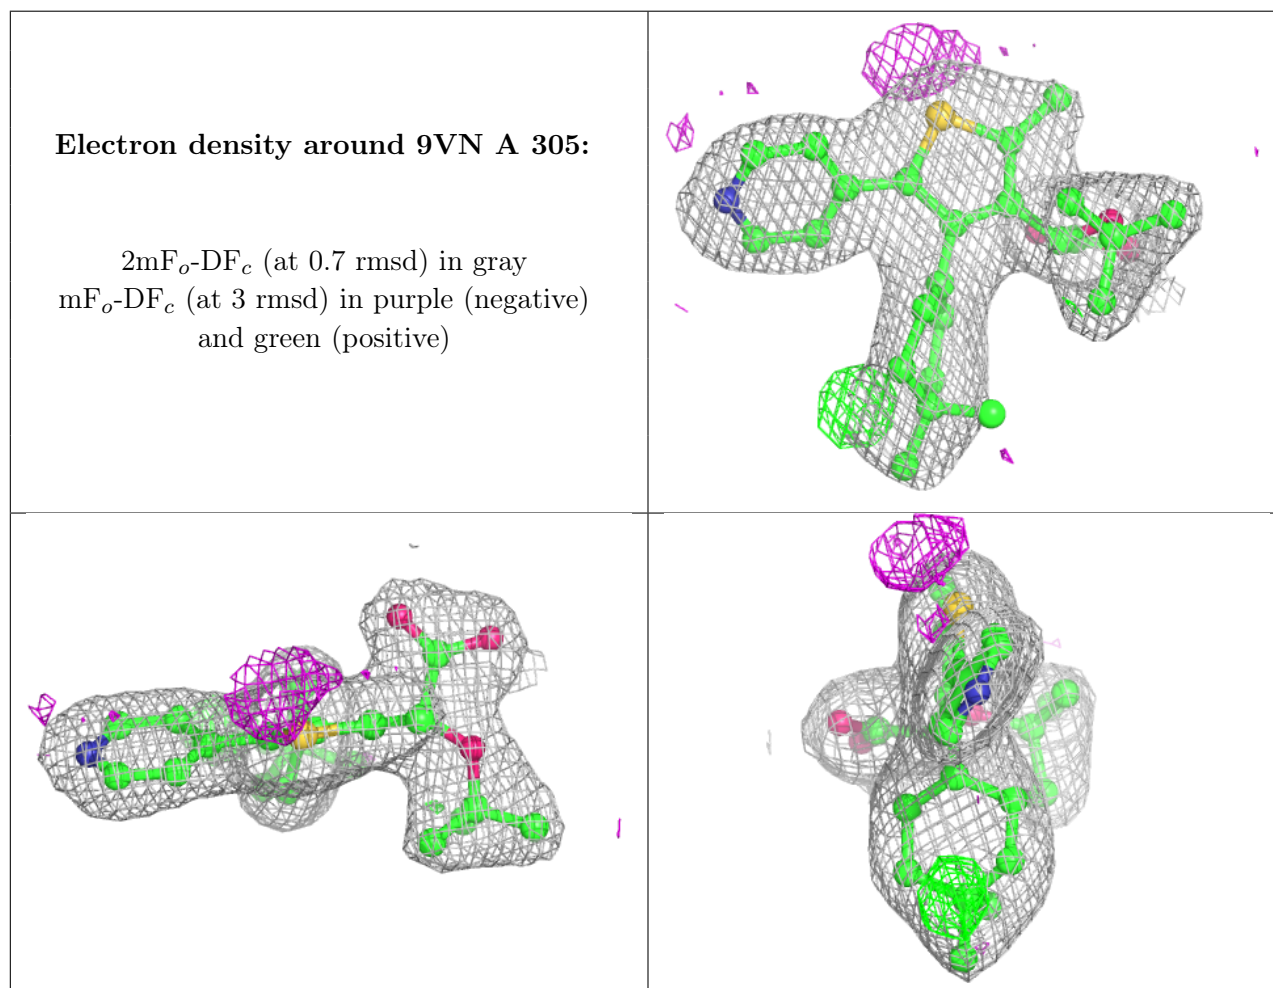 Electron density around 9VN A 305:
2mFₒ-DF𝒸 (at 0.7 rmsd) in gray
mFₒ-DF𝒸 (at 3 rmsd) in purple (negative)
and green (positive)